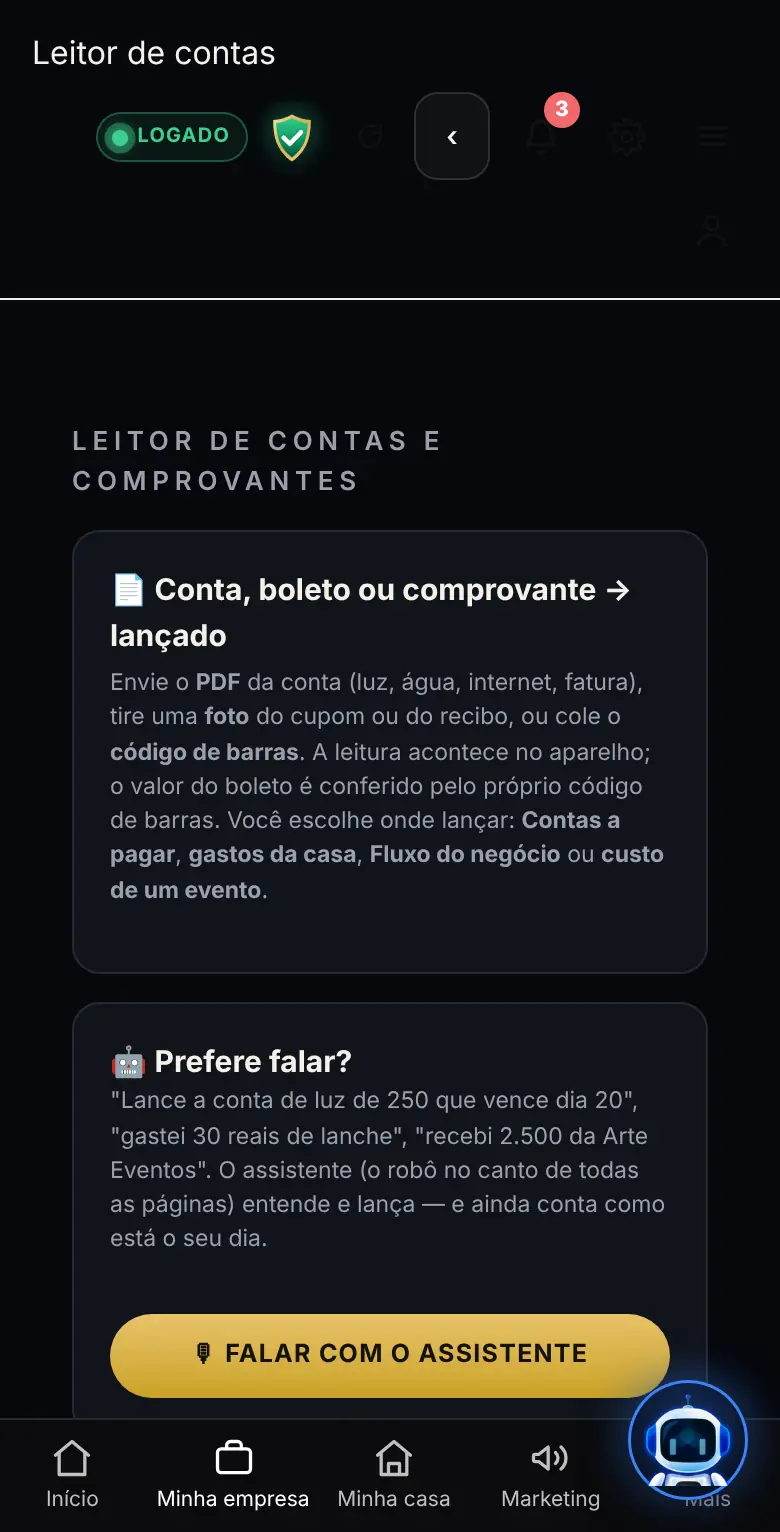 Leitor de contas
LOGADO
3
LEITOR DE CONTAS E
COMPROVANTES
Conta, boleto ou comprovante →
lançado
Envie o PDF da conta (luz, água, internet, fatura),
tire uma foto do cupom ou do recibo, ou cole o
código de barras. A leitura acontece no aparelho;
o valor do boleto é conferido pelo próprio código
de barras. Você escolhe onde lançar: Contas a
pagar, gastos da casa, Fluxo do negócio ou custo
de um evento.
Prefere falar?
"Lance a conta de luz de 250 que vence dia 20",
"gastei 30 reais de lanche", "recebi 2.500 da Arte
Eventos". O assistente (o robô no canto de todas
as páginas) entende e lança — e ainda conta como
está o seu dia.
FALAR COM O ASSISTENTE
Início Minha empresa Minha casa Marketing Mais